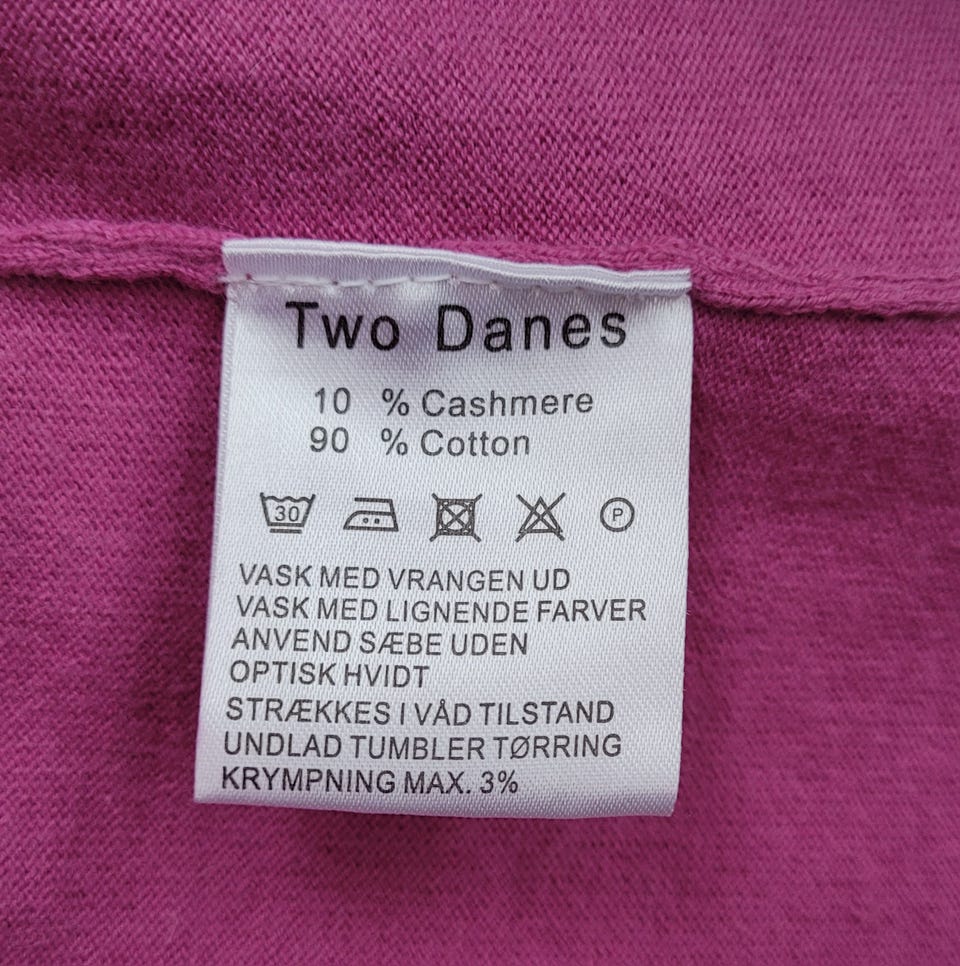 Two Danes
10 % Cashmere
90 % Cotton
30 P
VASK MED VRANGEN UD
VASK MED LIGNENDE FARVER
ANVEND SÆBE UDEN
OPTISK HVIDT
STRÆKKES I VÅD TILSTAND
UNDLAD TUMBLER TØRRING
KRYMPNING MAX. 3%